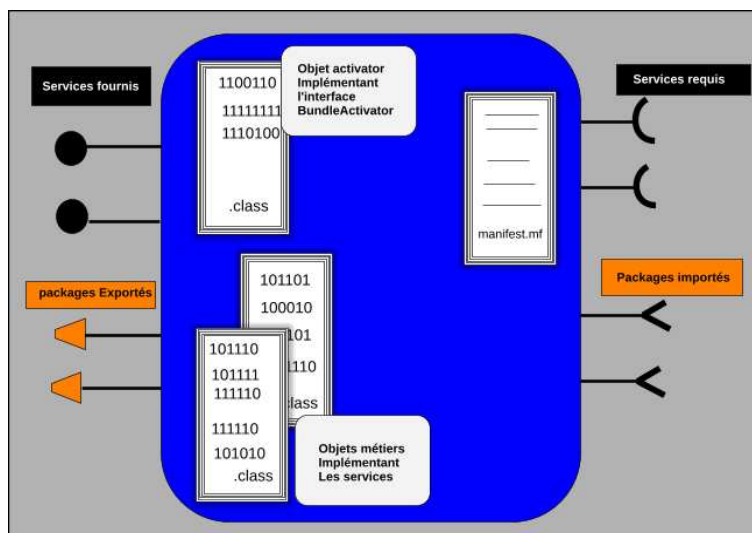 Services fournis
1100110
11111111
1110100
.class
Objet activator
Implémentant
l'interface
BundleActivator
Services requis
manifest.mf
packages Exportés
Packages importés
101101
100010
101
1110
class
101110
101111
111110
111110
101010
.class
Objets métiers
Implémentant
Les services